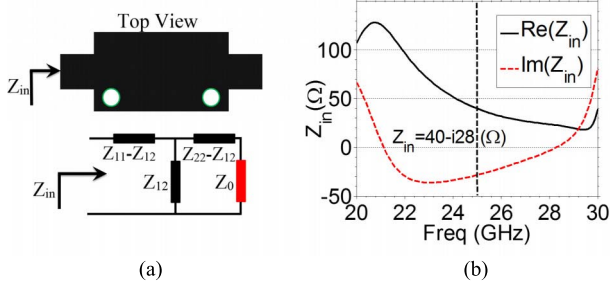 Top View
Z_in
Z_11-Z_12
Z_22-Z_12
Z_12
Z_0
Z_in
(a)
Z_in(Ω)
100
50
0
-50
20
22
24
26
28
30
Freq (GHz)
Re(Z_in)
Im(Z_in)
Z_in=40-i28 (Ω)
(b)